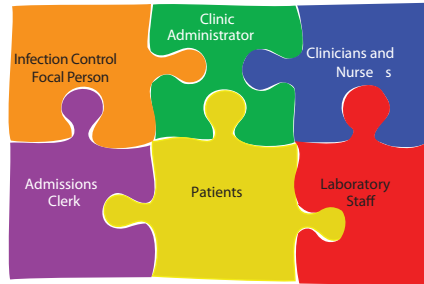 Infection Control
Focal Person
Clinic
Administrator
Clinicians and
Nurse s
Admissions
Clerk
Patients
Laboratory
Staff